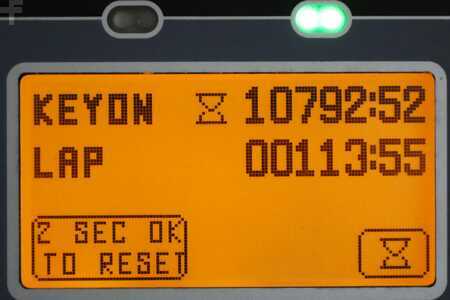 KEYON 10792:52
LAP 00113:55
2 SEC OK
TO RESET